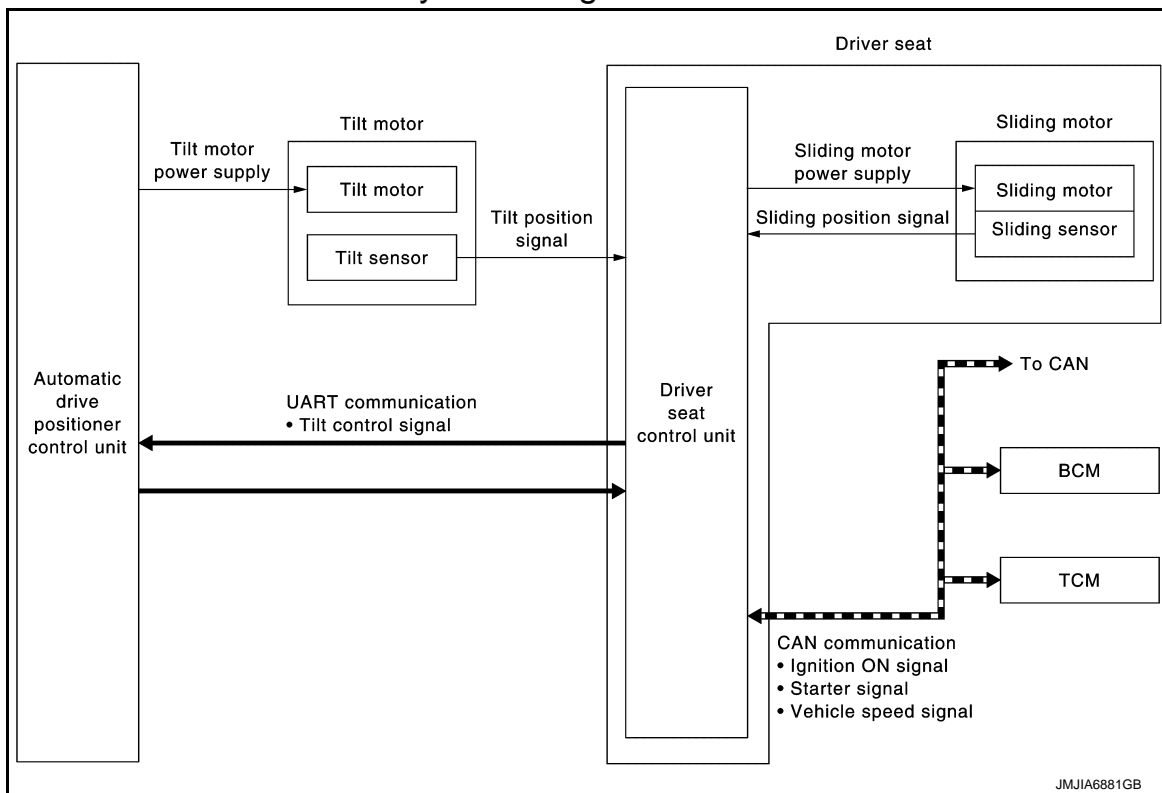 Driver seat
Tilt motor
Sliding motor
Tilt motor
power supply
Sliding motor
power supply
Tilt motor
Sliding motor
Tilt position
signal
Sliding position signal
Sliding sensor
Tilt sensor
To CAN
Automatic
drive
positioner
control unit
UART communication
• Tilt control signal
Driver
seat
control unit
BCM
TCM
CAN communication
• Ignition ON signal
• Starter signal
• Vehicle speed signal
JMJIA6881GB